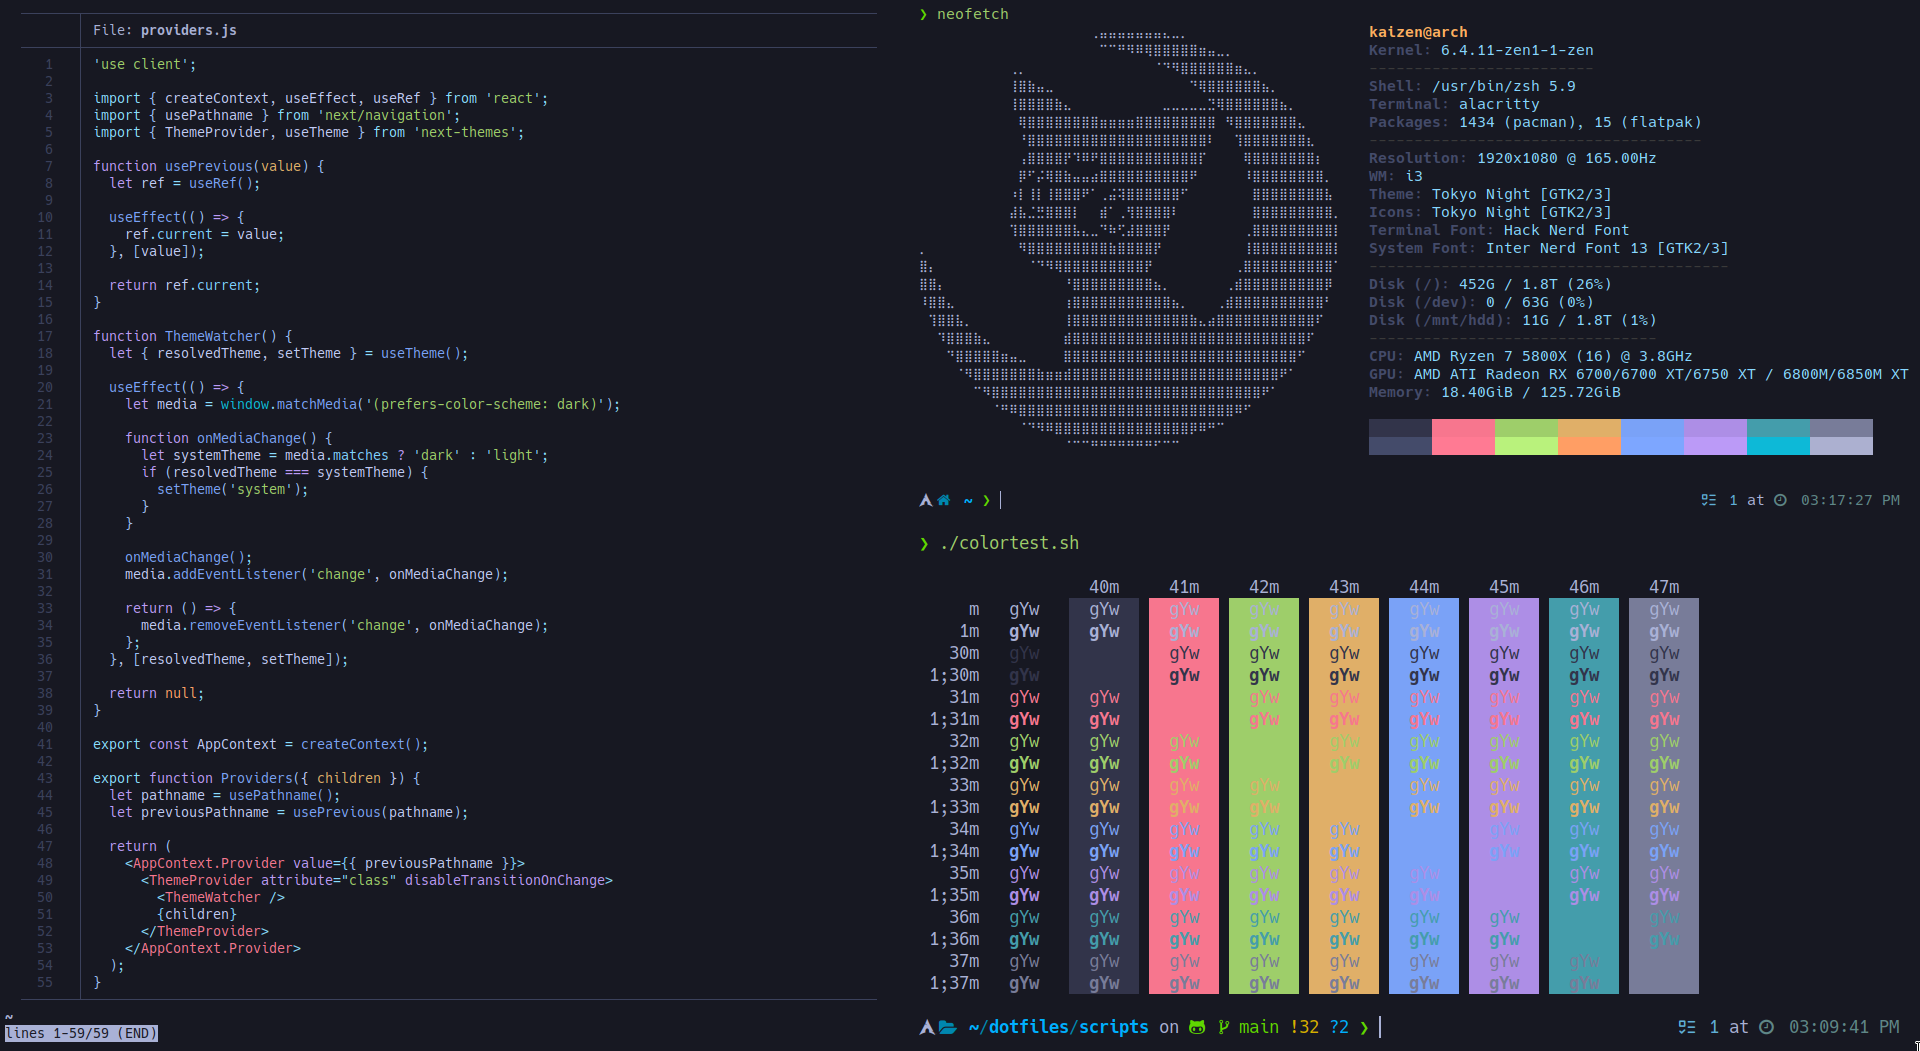 File: providers.js
1 'use client';
2
3 import { createContext, useEffect, useRef } from 'react';
4 import { usePathname } from 'next/navigation';
5 import { ThemeProvider, useTheme } from 'next-themes';
6
7 function usePrevious(value) {
8   let ref = useRef();
9
10   useEffect(() => {
11     ref.current = value;
12   }, [value]);
13
14   return ref.current;
15 }
16
17 function ThemeWatcher() {
18   let { resolvedTheme, setTheme } = useTheme();
19
20   useEffect(() => {
21     let media = window.matchMedia('(prefers-color-scheme: dark)');
22
23     function onMediaChange() {
24       let systemTheme = media.matches ? 'dark' : 'light';
25       if (resolvedTheme === systemTheme) {
26         setTheme('system');
27       }
28     }
29
30     onMediaChange();
31     media.addEventListener('change', onMediaChange);
32
33     return () => {
34       media.removeEventListener('change', onMediaChange);
35     };
36   }, [resolvedTheme, setTheme]);
37
38   return null;
39 }
40
41 export const AppContext = createContext();
42
43 export function Providers({ children }) {
44   let pathname = usePathname();
45   let previousPathname = usePrevious(pathname);
46
47   return (
48     <AppContext.Provider value={{ previousPathname }}>
49       <ThemeProvider attribute="class" disableTransitionOnChange>
50         <ThemeWatcher />
51         {children}
52       </ThemeProvider>
53     </AppContext.Provider>
54   );
55 }
~
lines 1-59/59 (END)
❯ neofetch
kaizen@arch
Kernel: 6.4.11-zen1-1-zen
-------------------------
Shell: /usr/bin/zsh 5.9
Terminal: alacritty
Packages: 1434 (pacman), 15 (flatpak)
-------------------------------------
Resolution: 1920x1080 @ 165.00Hz
WM: i3
Theme: Tokyo Night [GTK2/3]
Icons: Tokyo Night [GTK2/3]
Terminal Font: Hack Nerd Font
System Font: Inter Nerd Font 13 [GTK2/3]
----------------------------------------
Disk (/): 452G / 1.8T (26%)
Disk (/dev): 0 / 63G (0%)
Disk (/mnt/hdd): 11G / 1.8T (1%)
--------------------------------
CPU: AMD Ryzen 7 5800X (16) @ 3.8GHz
GPU: AMD ATI Radeon RX 6700/6700 XT/6750 XT / 6800M/6850M XT
Memory: 18.40GiB / 125.72GiB
~ ❯ 1 at 03:17:27 PM
❯ ./colortest.sh
40m 41m 42m 43m 44m 45m 46m 47m
m gYw gYw gYw gYw gYw gYw gYw gYw gYw
1m gYw gYw gYw gYw gYw gYw gYw gYw gYw
30m gYw gYw gYw gYw gYw gYw gYw gYw
1;30m gYw gYw gYw gYw gYw gYw gYw gYw
31m gYw gYw gYw gYw gYw gYw gYw gYw
1;31m gYw gYw gYw gYw gYw gYw gYw gYw
32m gYw gYw gYw gYw gYw gYw gYw gYw
1;32m gYw gYw gYw gYw gYw gYw gYw gYw
33m gYw gYw gYw gYw gYw gYw gYw gYw
1;33m gYw gYw gYw gYw gYw gYw gYw gYw
34m gYw gYw gYw gYw gYw gYw gYw gYw
1;34m gYw gYw gYw gYw gYw gYw gYw gYw
35m gYw gYw gYw gYw gYw gYw gYw gYw
1;35m gYw gYw gYw gYw gYw gYw gYw gYw
36m gYw gYw gYw gYw gYw gYw gYw gYw
1;36m gYw gYw gYw gYw gYw gYw gYw gYw
37m gYw gYw gYw gYw gYw gYw gYw gYw
1;37m gYw gYw gYw gYw gYw gYw gYw gYw
~/dotfiles/scripts on main !32 ?2 ❯ 1 at 03:09:41 PM